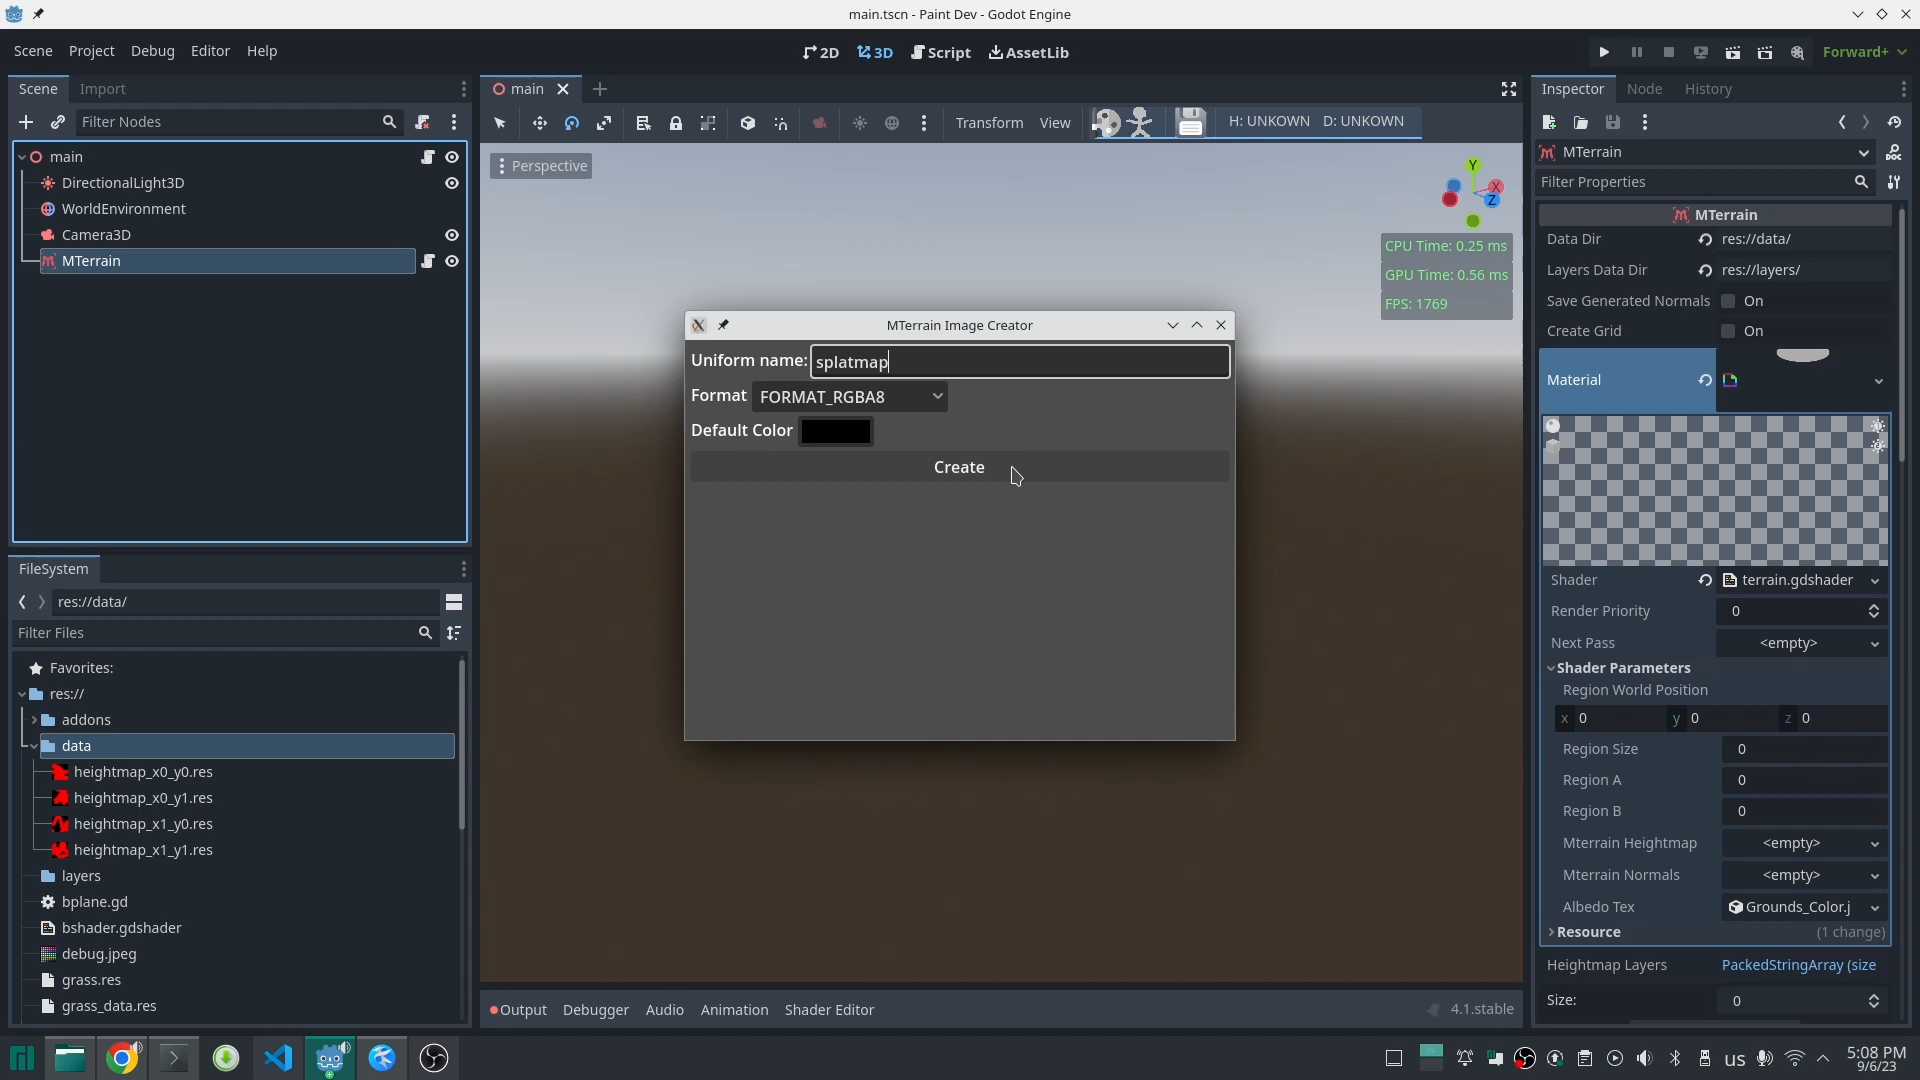 main.tscn - Paint Dev - Godot Engine
Scene Project Debug Editor Help
2D 3D Script AssetLib
Forward+
Scene Import
main
Inspector Node History
Filter Nodes
Transform View
H: UNKOWN D: UNKOWN
MTerrain
Filter Properties
main
DirectionalLight3D
WorldEnvironment
Camera3D
MTerrain
Perspective
Y
X
Z
CPU Time: 0.25 ms
GPU Time: 0.56 ms
FPS: 1769
MTerrain Image Creator
Uniform name: splatmap
Format FORMAT_RGBA8
Default Color
Create
MTerrain
Data Dir res://data/
Layers Data Dir res://layers/
Save Generated Normals On
Create Grid On
Material
Shader terrain.gdshader
Render Priority 0
Next Pass <empty>
Shader Parameters
Region World Position
x 0 y 0 z 0
Region Size 0
Region A 0
Region B 0
Mterrain Heightmap <empty>
Mterrain Normals <empty>
Albedo Tex Grounds_Color.j
Resource (1 change)
Heightmap Layers PackedStringArray (size
Size: 0
FileSystem
res://data/
Filter Files
Favorites:
res://
addons
data
heightmap_x0_y0.res
heightmap_x0_y1.res
heightmap_x1_y0.res
heightmap_x1_y1.res
layers
bplane.gd
bshader.gdshader
debug.jpeg
grass.res
grass_data.res
Output Debugger Audio Animation Shader Editor
4.1.stable
us
5:08 PM
9/6/23